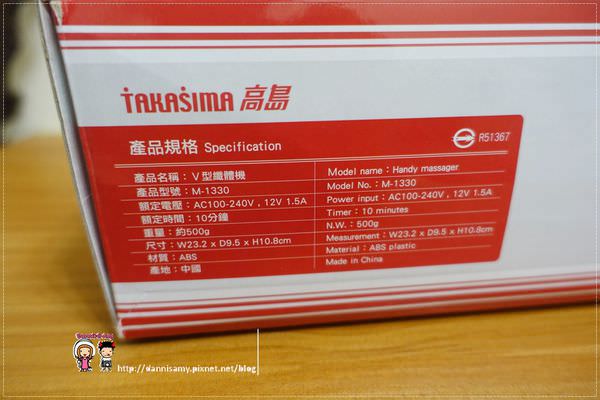 TAKASIMA 高島
R51367
產品規格 Specification
產品名稱：V型纖體機
產品型號：M-1330
額定電壓：AC100-240V，12V 1.5A
額定時間：10分鐘
重量：約500g
尺寸：W23.2 x D9.5 x H10.8cm
材質：ABS
產地：中國
Model name：Handy massager
Model No.：M-1330
Power input：AC100-240V，12V 1.5A
Timer：10 minutes
N.W.：500g
Measurement：W23.2 x D9.5 x H10.8cm
Material：ABS plastic
Made in China
http://dannisamy.pixnet.net/blog